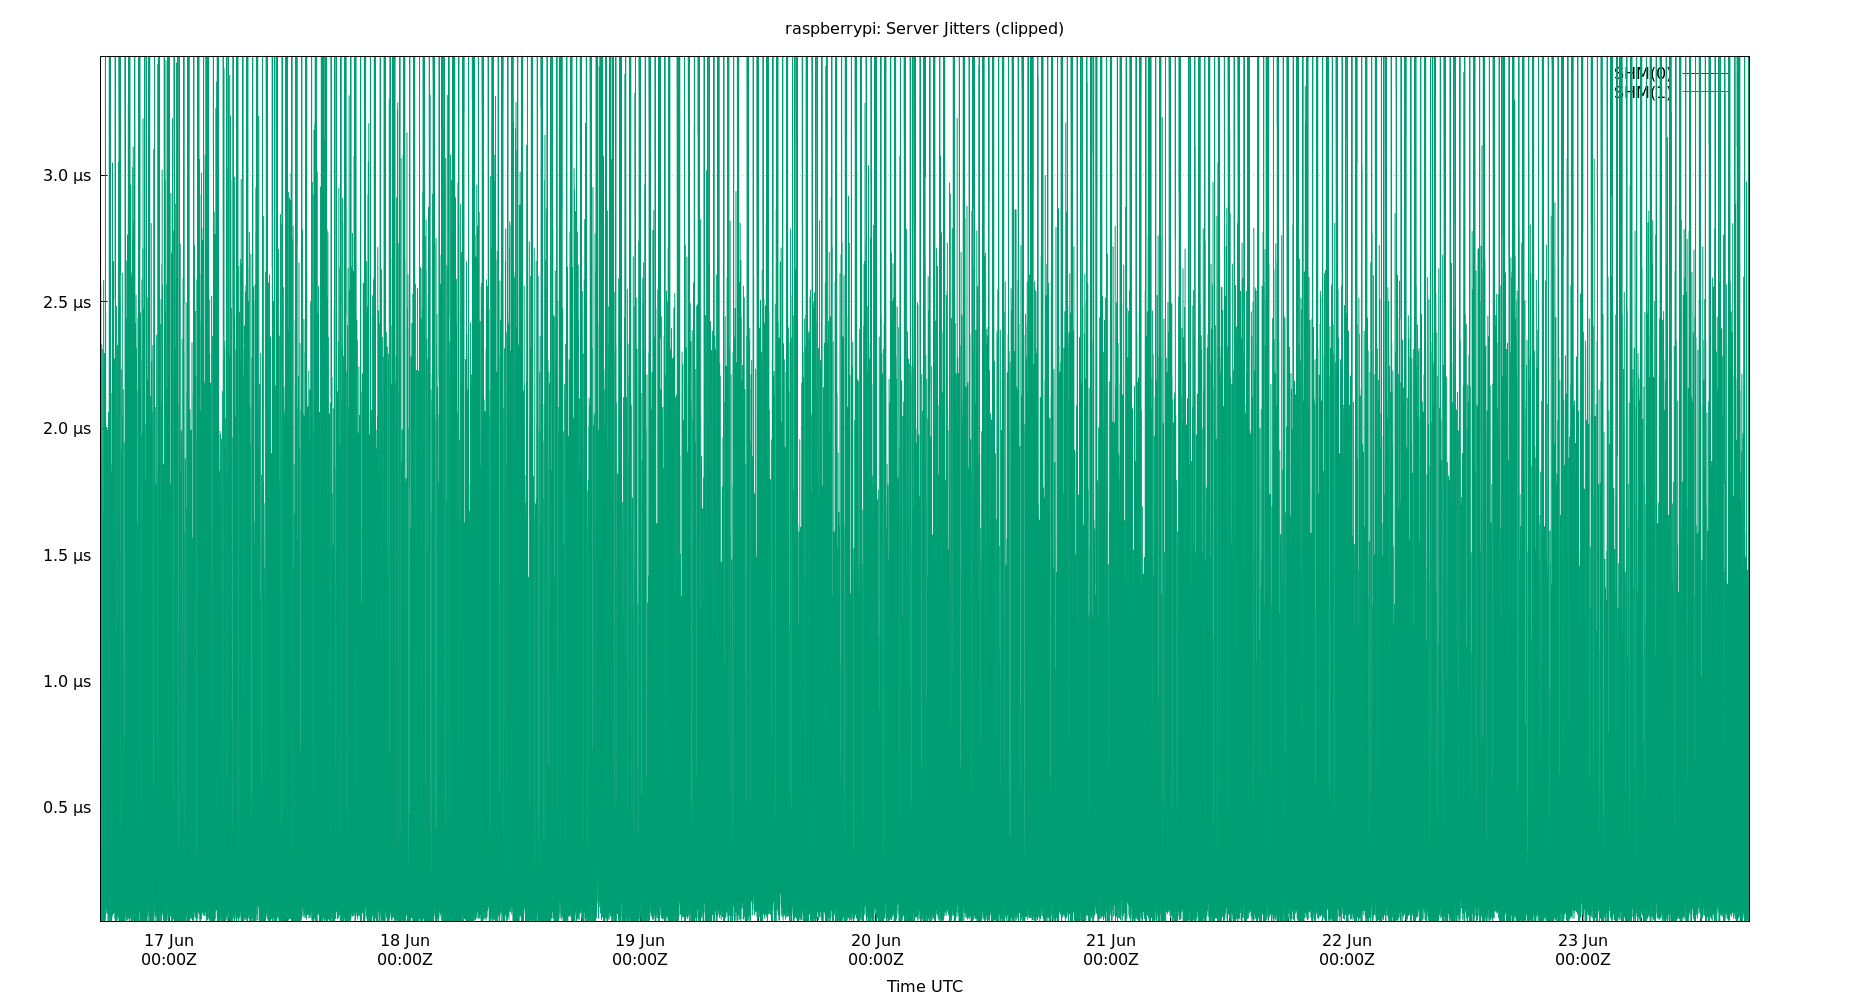 raspberrypi: Server Jitters (clipped)
SHM(0)
SHM(1)
3.0 µs
2.5 µs
2.0 µs
1.5 µs
1.0 µs
0.5 µs
17 Jun 18 Jun 19 Jun 20 Jun 21 Jun 22 Jun 23 Jun
00:00Z 00:00Z 00:00Z 00:00Z 00:00Z 00:00Z 00:00Z
Time UTC